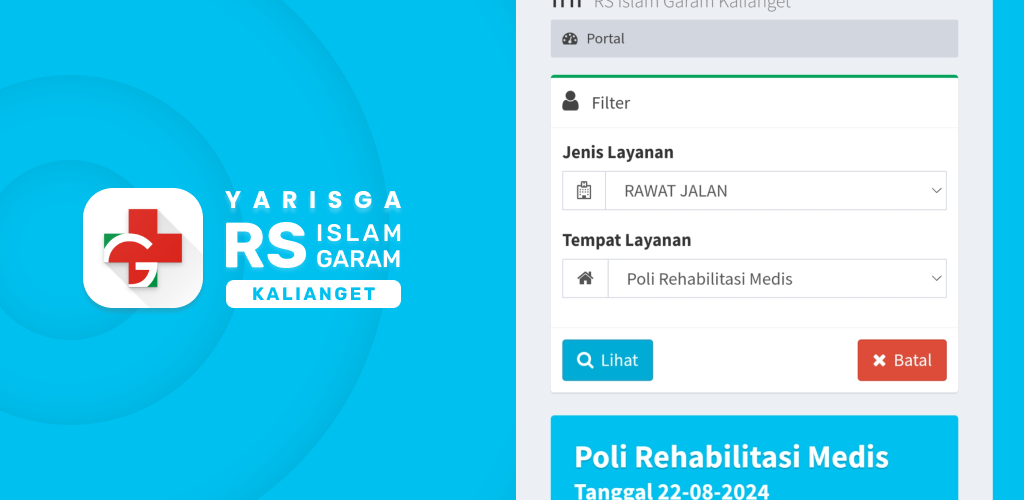 YARISGA
RS ISLAM
GARAM
KALIANGET
RS Islam Garam Kalianget
Portal
Filter
Jenis Layanan
RAWAT JALAN
Tempat Layanan
Poli Rehabilitasi Medis
Lihat
Batal
Poli Rehabilitasi Medis
Tanggal 22-08-2024